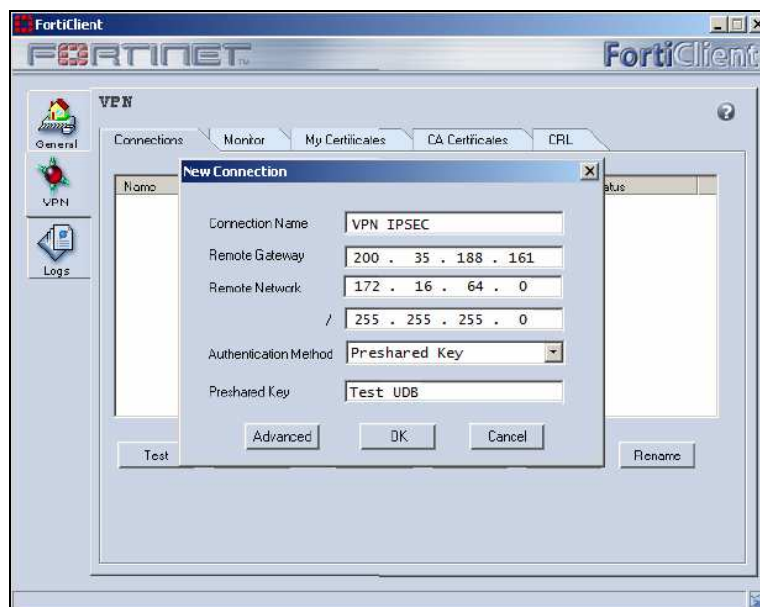 FortiClient
FORTINET
FortiClient
General
VPN
Logs
VPN
Connections Monitor My Certificates CA Certificates CRL
Name
New Connection
Connection Name VPN IPSEC
Remote Gateway 200 . 35 . 188 . 161
Remote Network 172 . 16 . 64 . 0
/ 255 . 255 . 255 . 0
Authentication Method Preshared Key
Preshared Key Test UDB
Advanced OK Cancel
Test Rename